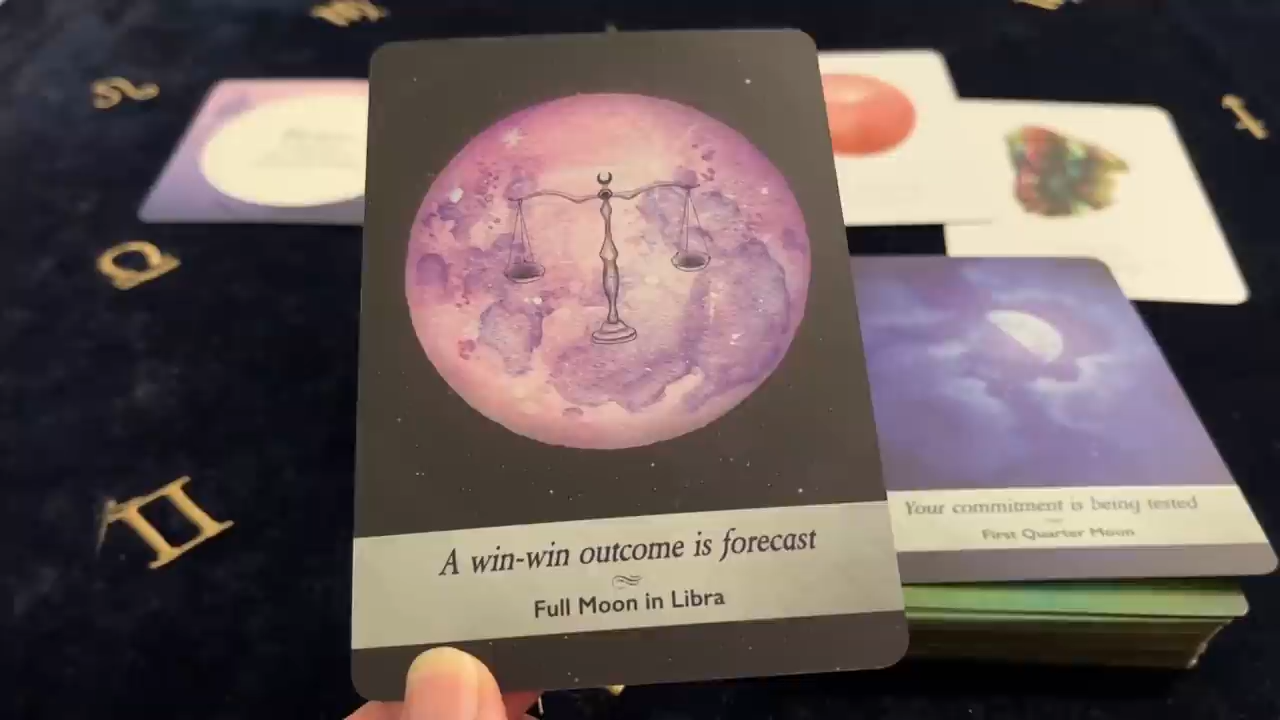 A win-win outcome is forecast
Full Moon in Libra
Your commitment is being tested
First Quarter Moon